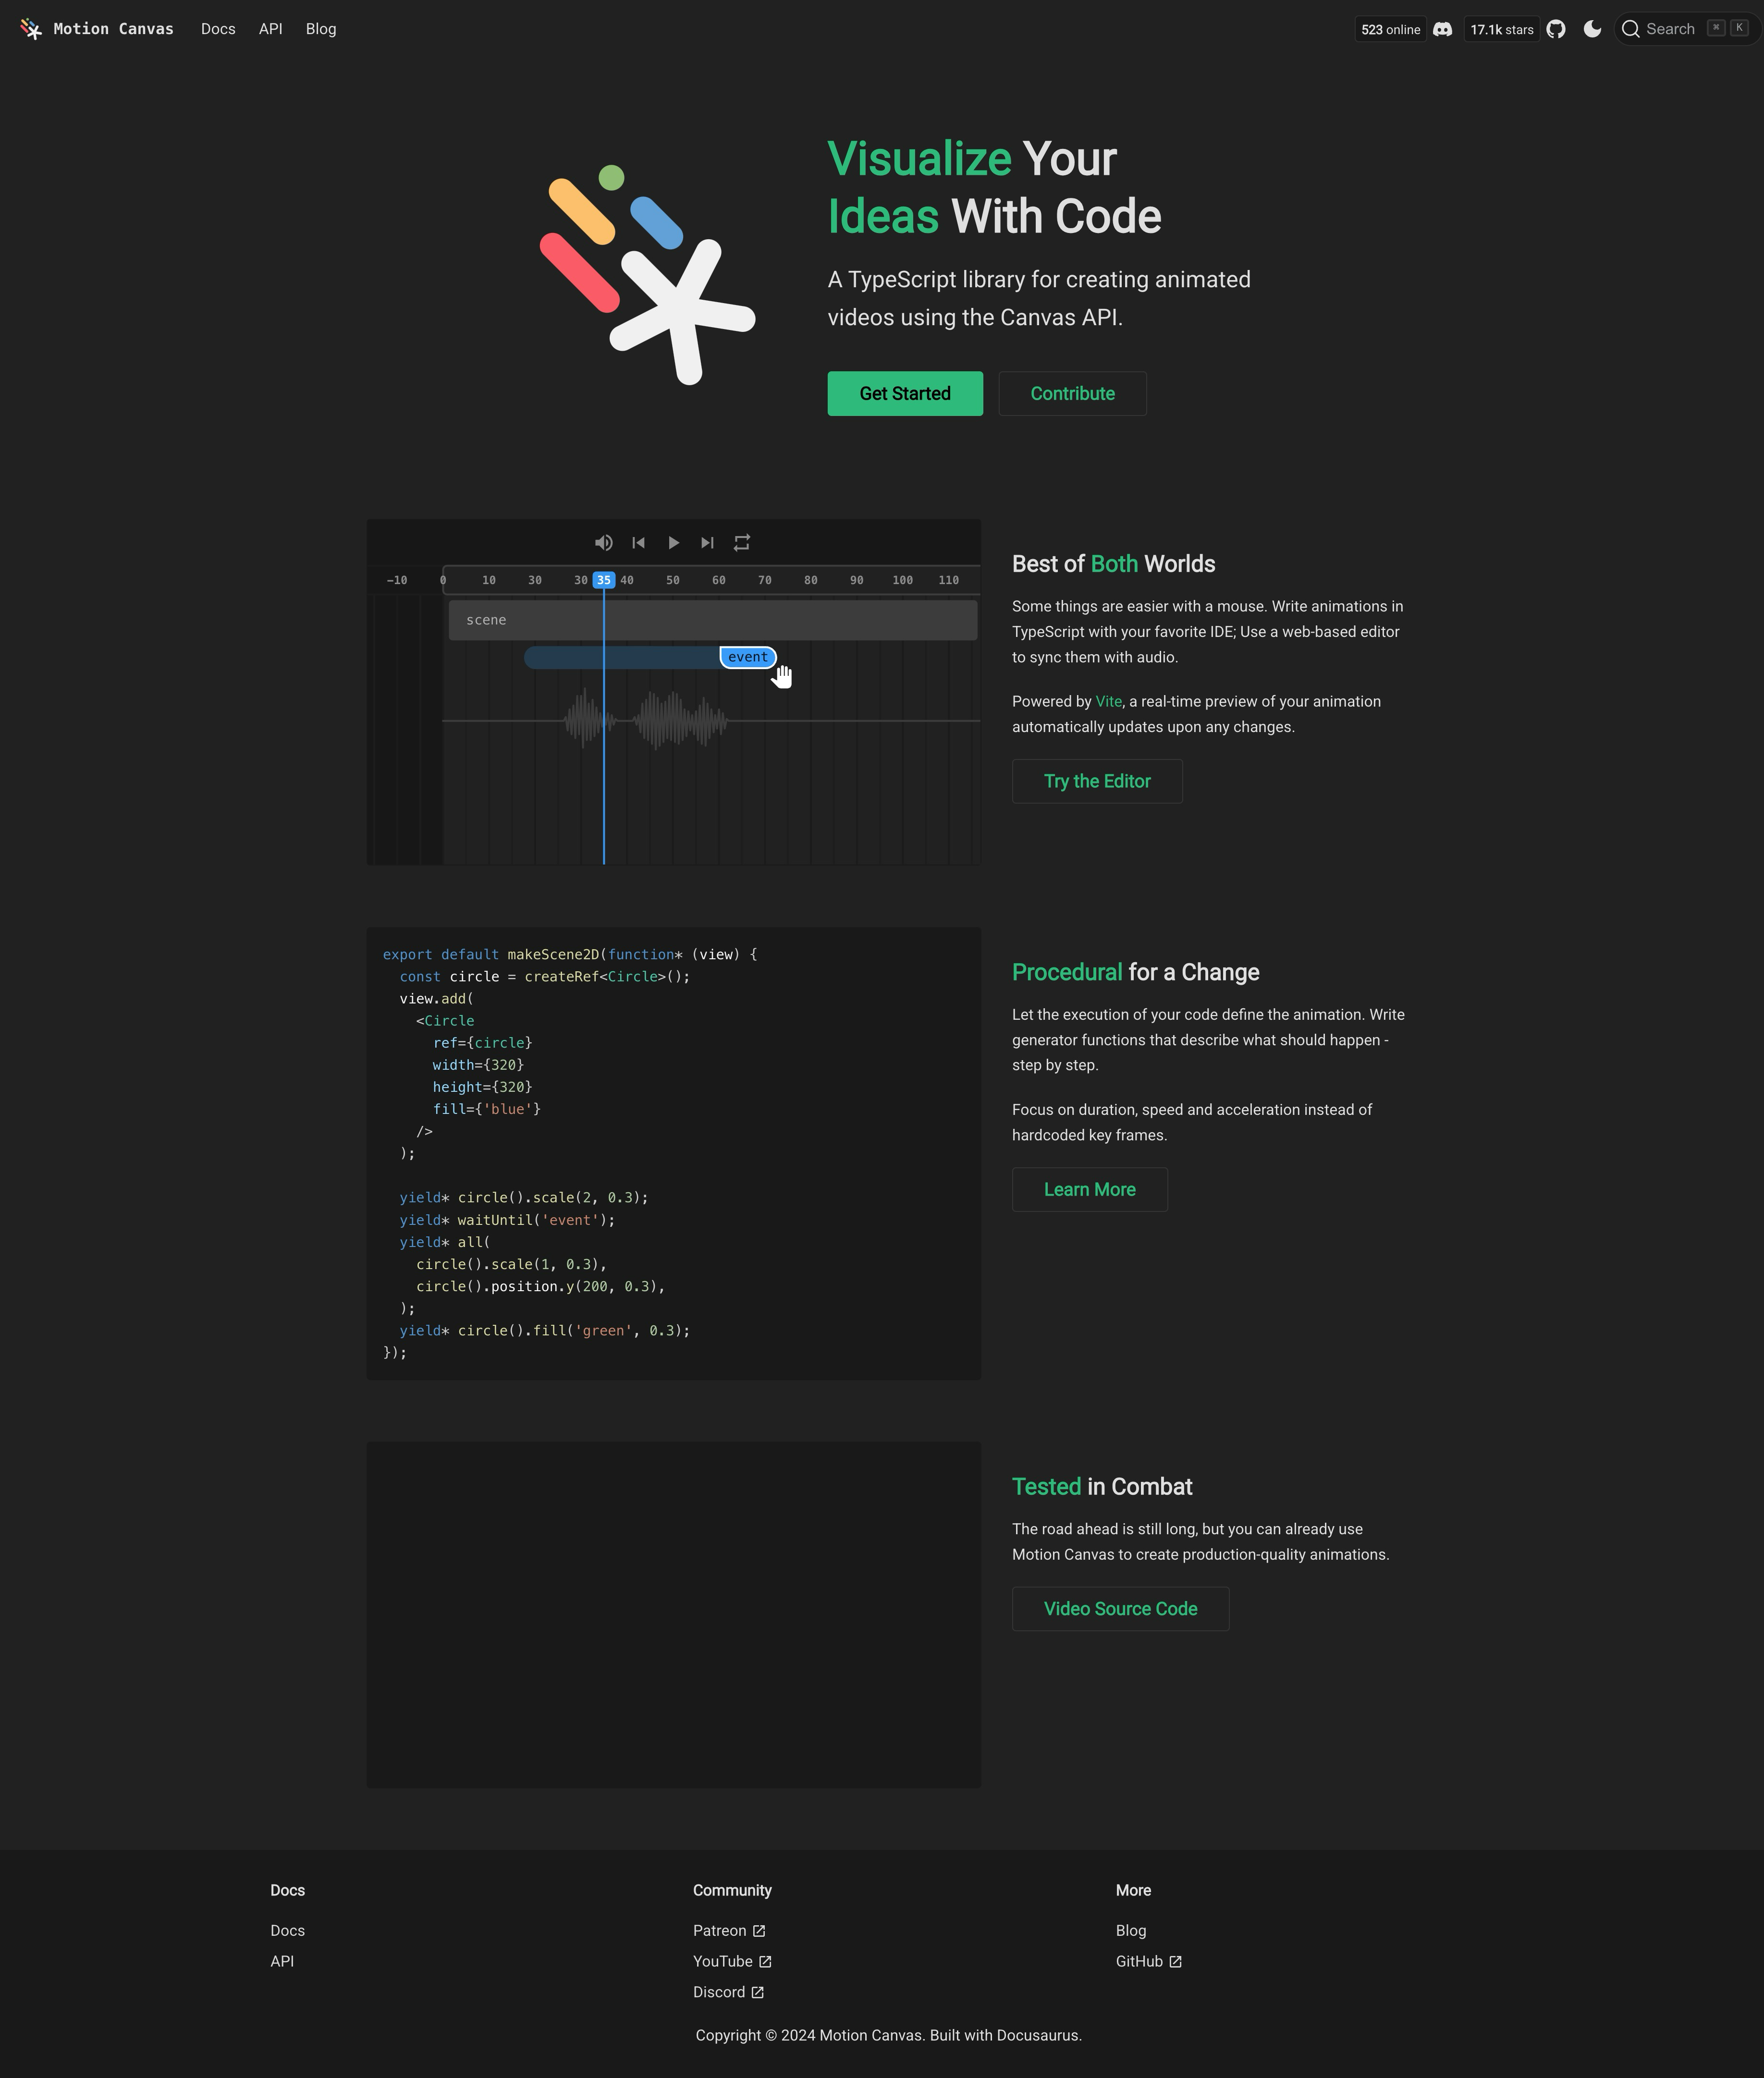 Motion Canvas Docs API Blog 523 online 17.1k stars Search ⌘ K
Visualize Your
Ideas With Code
A TypeScript library for creating animated
videos using the Canvas API.
Get Started Contribute
-10 0 10 30 30 35 40 50 60 70 80 90 100 110
scene
event
Best of Both Worlds
Some things are easier with a mouse. Write animations in
TypeScript with your favorite IDE; Use a web-based editor
to sync them with audio.
Powered by Vite, a real-time preview of your animation
automatically updates upon any changes.
Try the Editor
export default makeScene2D(function* (view) {
  const circle = createRef<Circle>();
  view.add(
    <Circle
      ref={circle}
      width={320}
      height={320}
      fill={'blue'}
    />
  );
  yield* circle().scale(2, 0.3);
  yield* waitUntil('event');
  yield* all(
    circle().scale(1, 0.3),
    circle().position.y(200, 0.3),
  );
  yield* circle().fill('green', 0.3);
});
Procedural for a Change
Let the execution of your code define the animation. Write
generator functions that describe what should happen -
step by step.
Focus on duration, speed and acceleration instead of
hardcoded key frames.
Learn More
Tested in Combat
The road ahead is still long, but you can already use
Motion Canvas to create production-quality animations.
Video Source Code
Docs
Docs
API
Community
Patreon
YouTube
Discord
More
Blog
GitHub
Copyright © 2024 Motion Canvas. Built with Docusaurus.